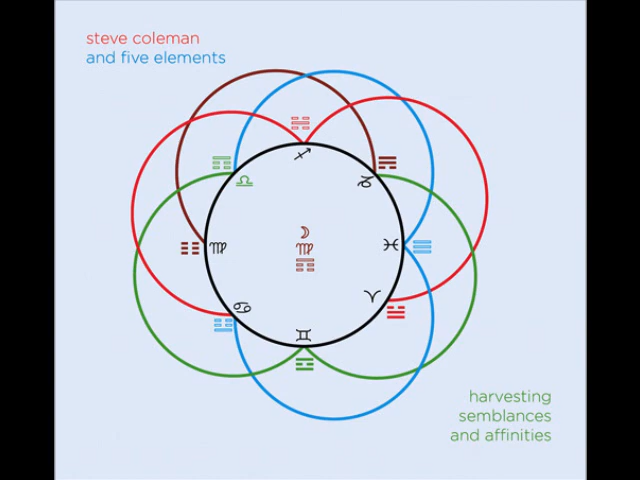 steve coleman
and five elements
harvesting
semblances
and affinities